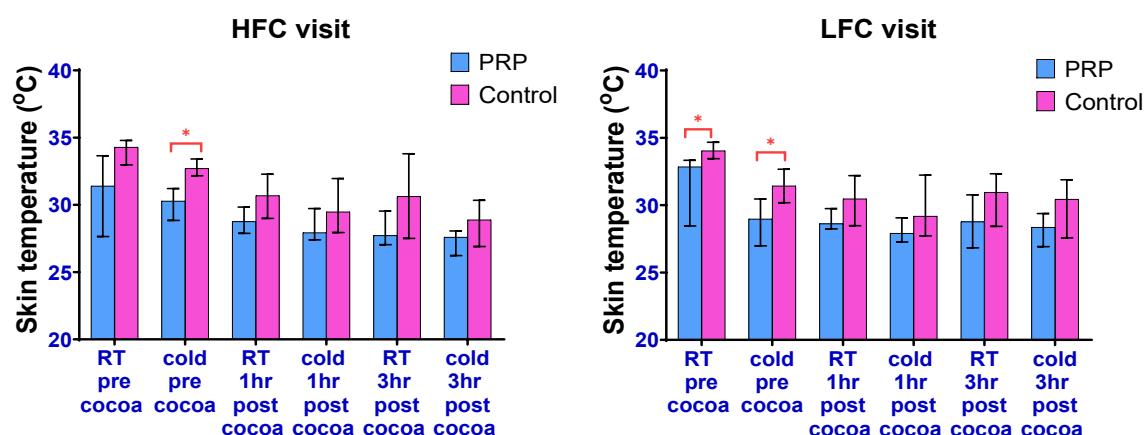 HFC visit
PRP
Control
Skin temperature (°C)
40
35
30
25
20
*
RT pre cocoa
cold pre cocoa
RT 1hr post cocoa
cold 1hr post cocoa
RT 3hr post cocoa
cold 3hr post cocoa
LFC visit
PRP
Control
Skin temperature (°C)
40
35
30
25
20
*
*
RT pre cocoa
cold pre cocoa
RT 1hr post cocoa
cold 1hr post cocoa
RT 3hr post cocoa
cold 3hr post cocoa